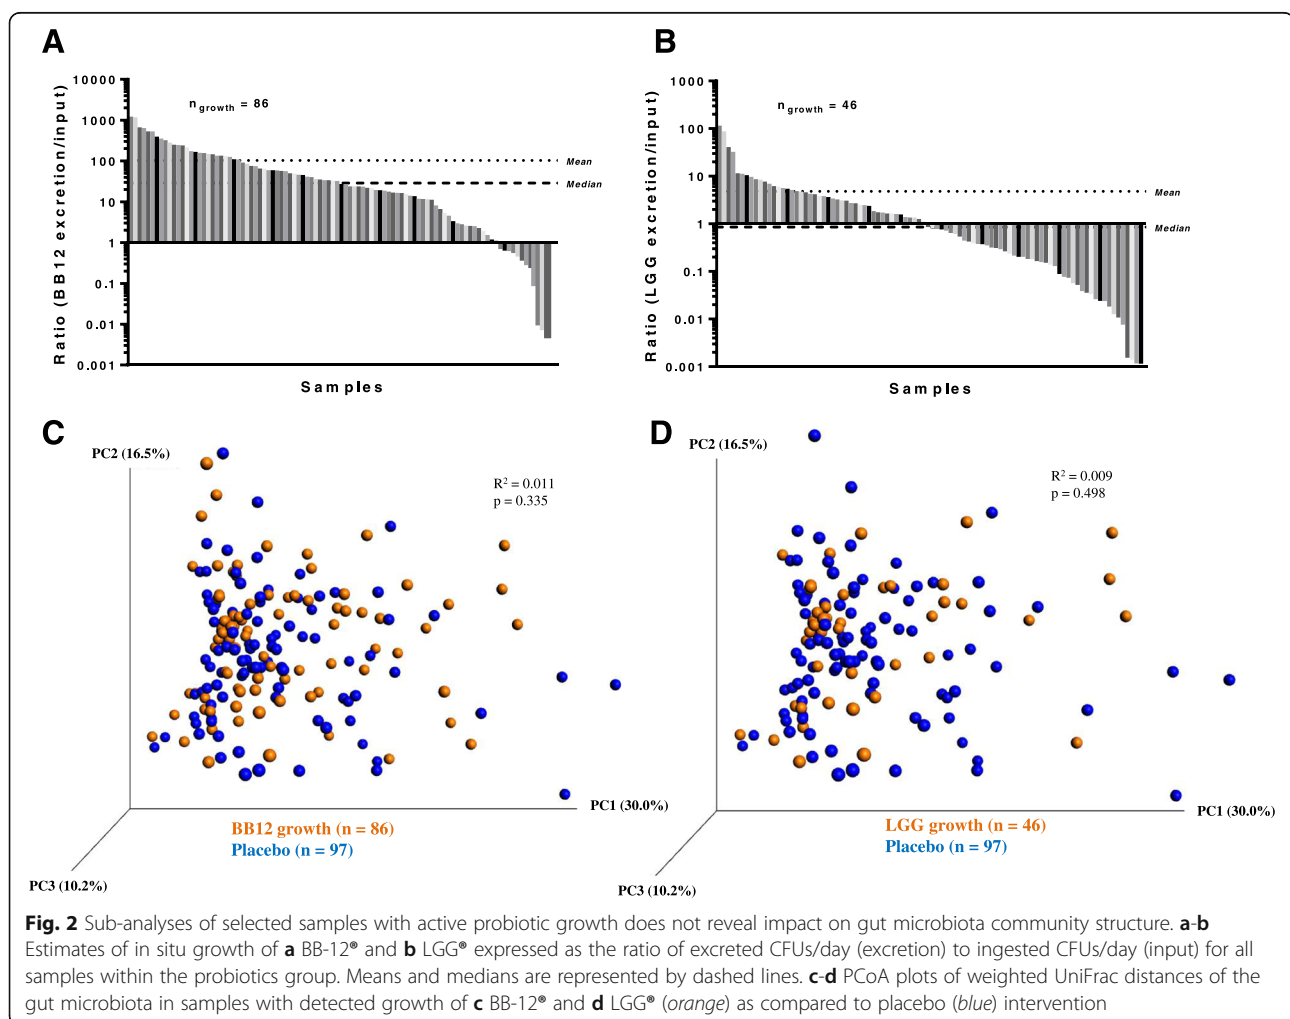 A
Ratio (BB12 excretion/input)
10000
1000
100
10
1
0.1
0.01
0.001
n growth = 86
Mean
Median
Samples
B
Ratio (LGG excretion/input)
1000
100
10
1
1
0.1
0.01
0.001
n growth = 46
Mean
Median
Samples
C
PC2 (16.5%)
R² = 0.011
p = 0.335
PC1 (30.0%)
BB12 growth (n = 86)
Placebo (n = 97)
PC3 (10.2%)
D
PC2 (16.5%)
R² = 0.009
p = 0.498
PC1 (30.0%)
LGG growth (n = 46)
Placebo (n = 97)
PC3 (10.2%)
Fig. 2 Sub-analyses of selected samples with active probiotic growth does not reveal impact on gut microbiota community structure. a-b
Estimates of in situ growth of a BB-12® and b LGG® expressed as the ratio of excreted CFUs/day (excretion) to ingested CFUs/day (input) for all
samples within the probiotics group. Means and medians are represented by dashed lines. c-d PCoA plots of weighted UniFrac distances of the
gut microbiota in samples with detected growth of c BB-12® and d LGG® (orange) as compared to placebo (blue) intervention